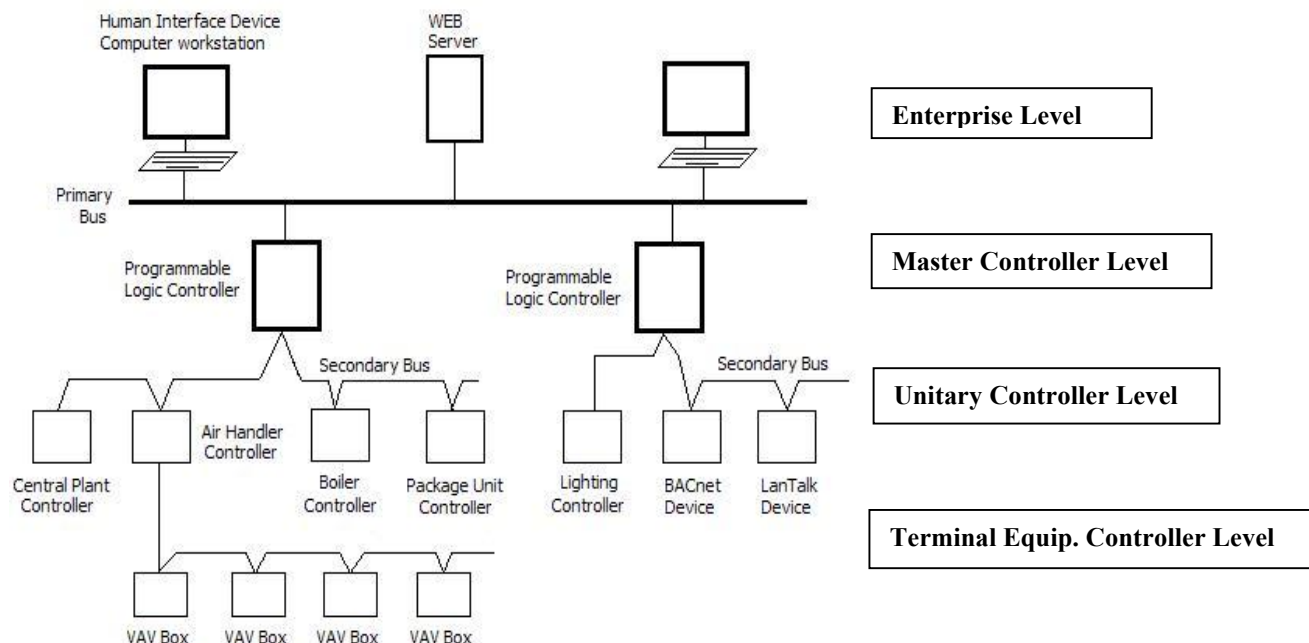 Human Interface Device
Computer workstation
WEB
Server
Enterprise Level
Primary
Bus
Master Controller Level
Programmable
Logic Controller
Programmable
Logic Controller
Secondary Bus
Secondary Bus
Unitary Controller Level
Air Handler
Controller
Central Plant
Controller
Boiler
Controller
Package Unit
Controller
Lighting
Controller
BACnet
Device
LanTalk
Device
Terminal Equip. Controller Level
VAV Box
VAV Box
VAV Box
VAV Box